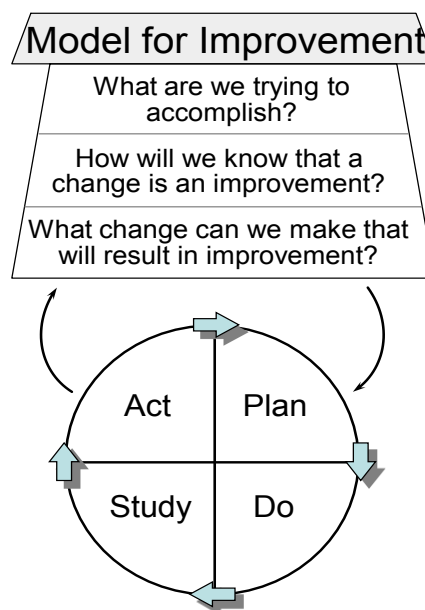 Model for Improvement
What are we trying to
accomplish?
How will we know that a
change is an improvement?
What change can we make that
will result in improvement?
Act
Plan
Study
Do